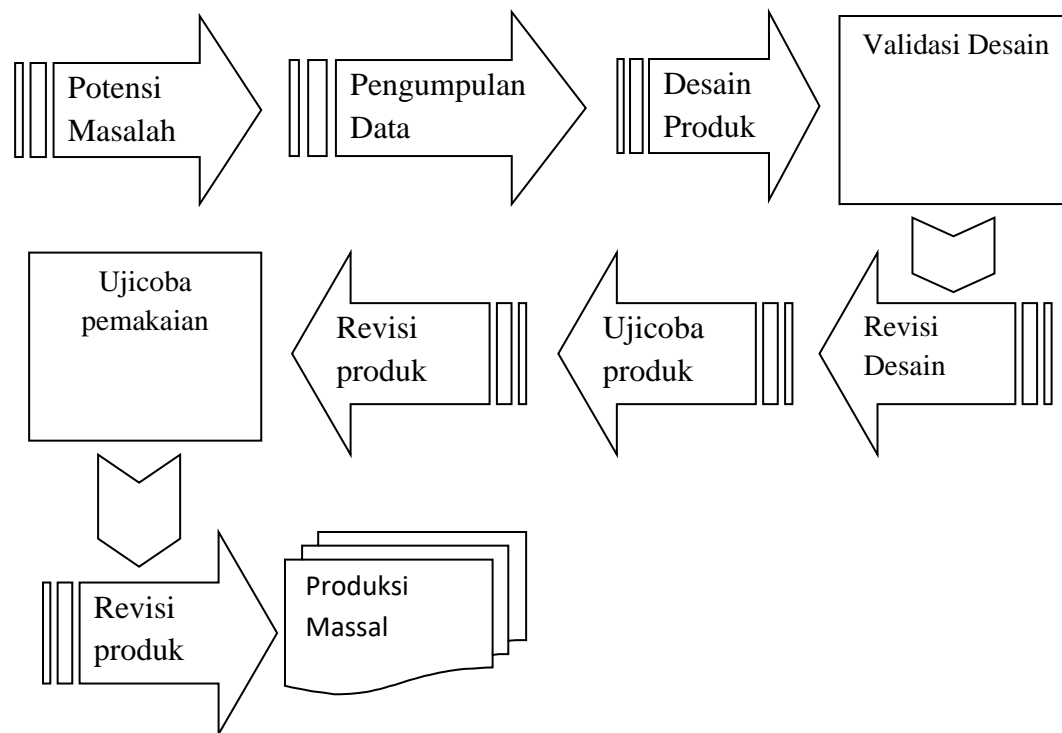 Potensi
Masalah
Pengumpulan
Data
Desain
Produk
Validasi Desain
Revisi
Desain
Ujicoba
produk
Revisi
produk
Ujicoba
pemakaian
Revisi
produk
Produksi
Massal